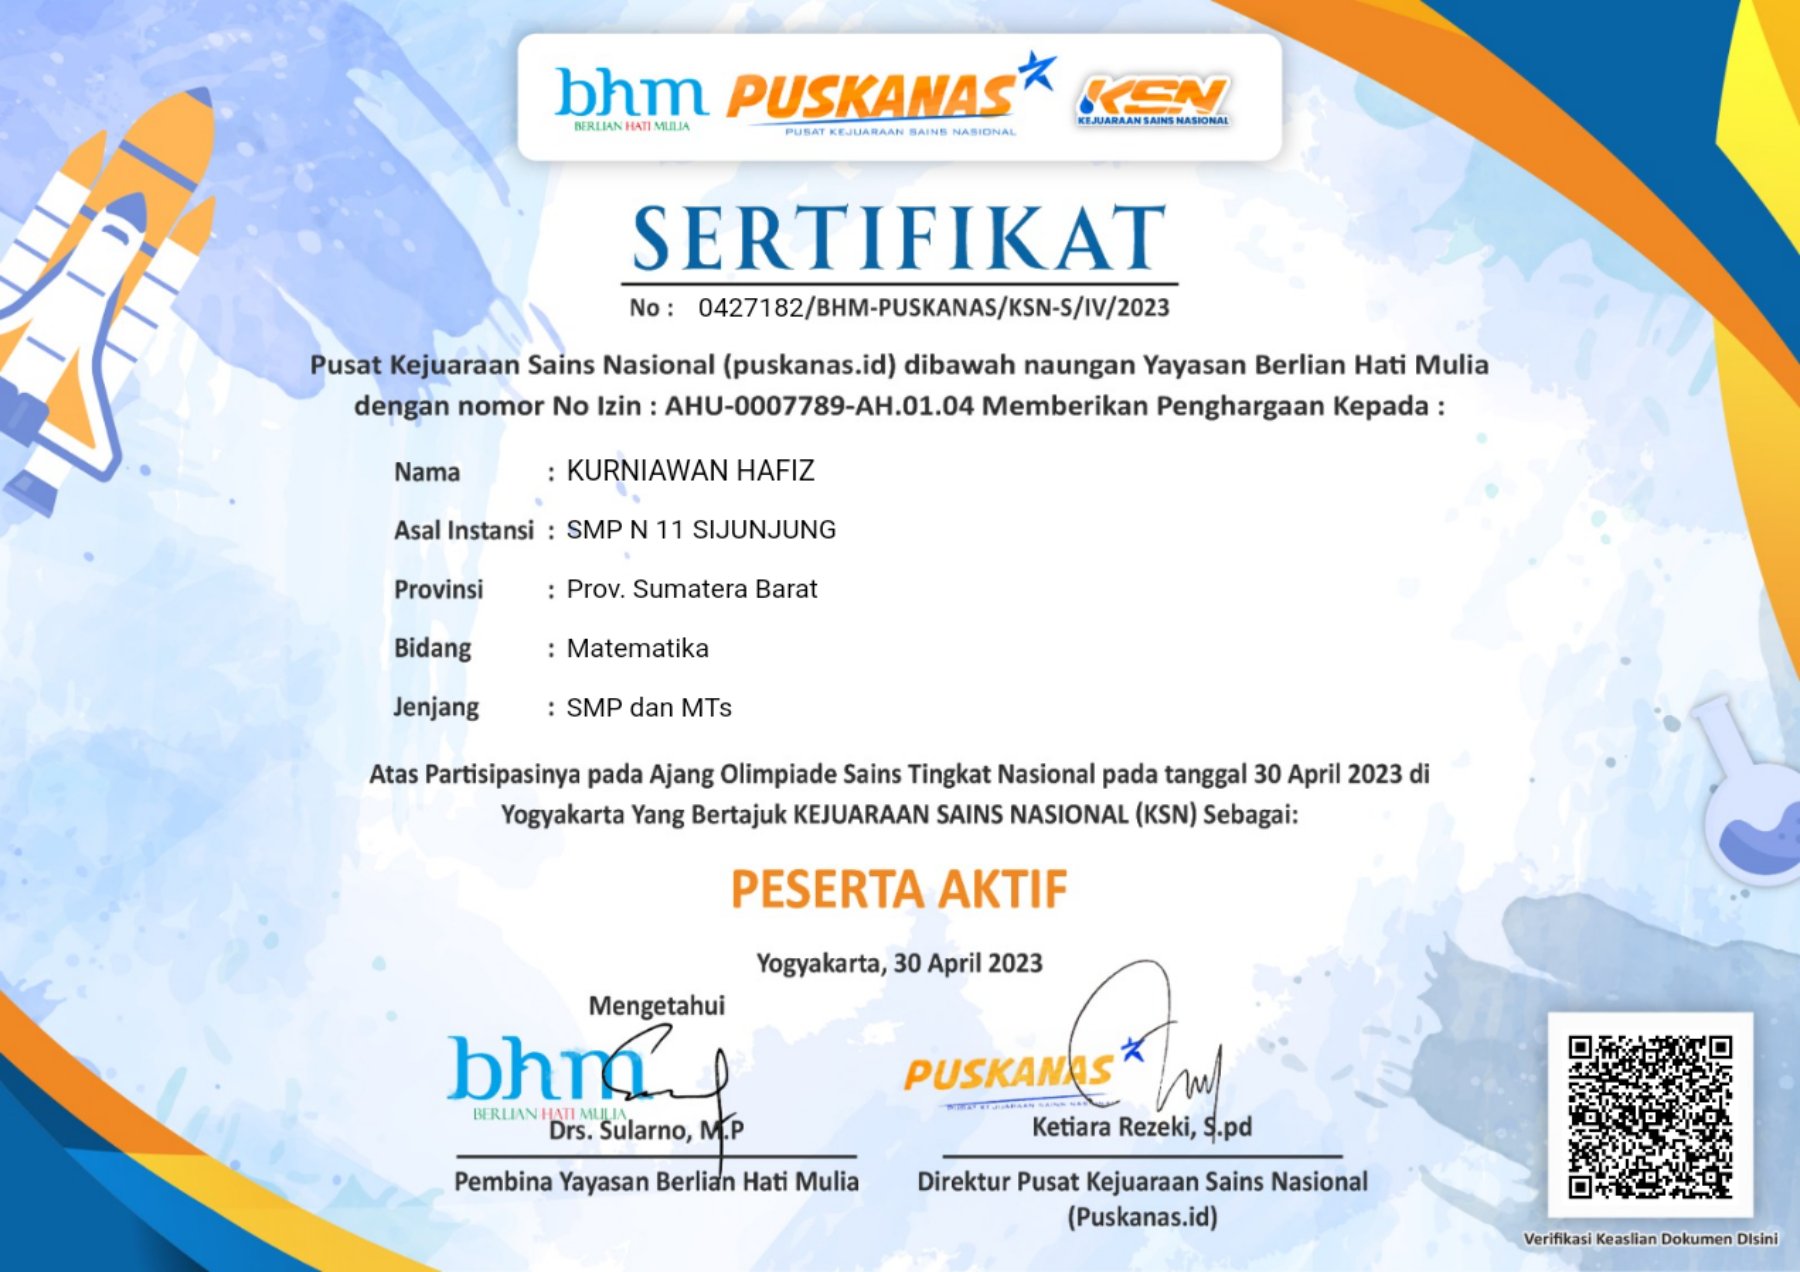 bhm PUSKANAS KSN
BERLIAN HATI MULIA PUSAT KEJUARAAN SAINS NASIONAL KEJUARAAN SAINS NASIONAL
SERTIFIKAT
No : 0427182/BHM-PUSKANAS/KSN-S/IV/2023
Pusat Kejuaraan Sains Nasional (puskanas.id) dibawah naungan Yayasan Berlian Hati Mulia
dengan nomor No Izin : AHU-0007789-AH.01.04 Memberikan Penghargaan Kepada :
Nama : KURNIAWAN HAFIZ
Asal Instansi : SMP N 11 SIJUNJUNG
Provinsi : Prov. Sumatera Barat
Bidang : Matematika
Jenjang : SMP dan MTs
Atas Partisipasinya pada Ajang Olimpiade Sains Tingkat Nasional pada tanggal 30 April 2023 di
Yogyakarta Yang Bertajuk KEJUARAAN SAINS NASIONAL (KSN) Sebagai:
PESERTA AKTIF
Yogyakarta, 30 April 2023
Mengetahui
bhm
BERLIAN HATI MULIA
Drs. Sularno, M.P
Pembina Yayasan Berlian Hati Mulia
PUSKANAS
PUSAT KEJUARAAN SAINS NASIONAL
Ketiara Rezeki, S.pd
Direktur Pusat Kejuaraan Sains Nasional
(Puskanas.id)
Verifikasi Keaslian Dokumen DIsini